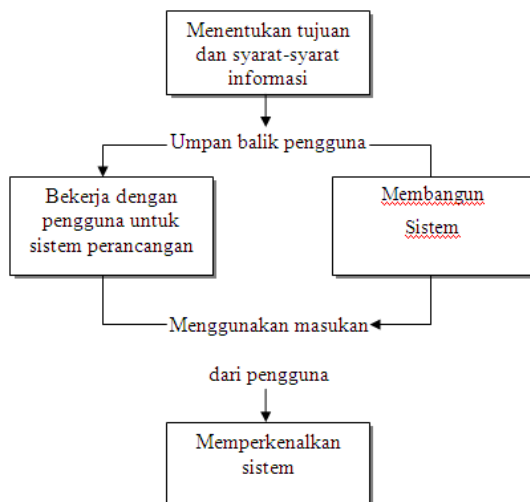 Menentukan tujuan
dan syarat-syarat
informasi
Umpan balik pengguna
Bekerja dengan
pengguna untuk
sistem perancangan
Membangun
Sistem
Menggunakan masukan
dari pengguna
Memperkenalkan
sistem